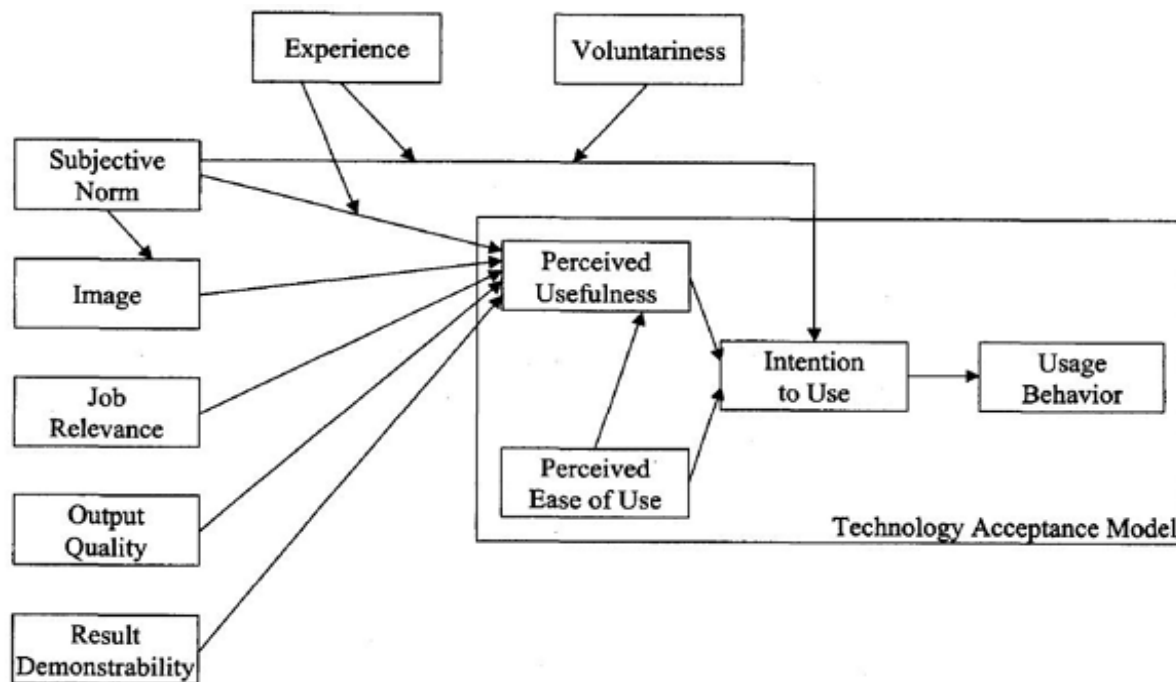 Experience
Voluntariness
Subjective
Norm
Image
Job
Relevance
Output
Quality
Result
Demonstrability
Perceived
Usefulness
Perceived
Ease of Use
Intention
to Use
Usage
Behavior
Technology Acceptance Model